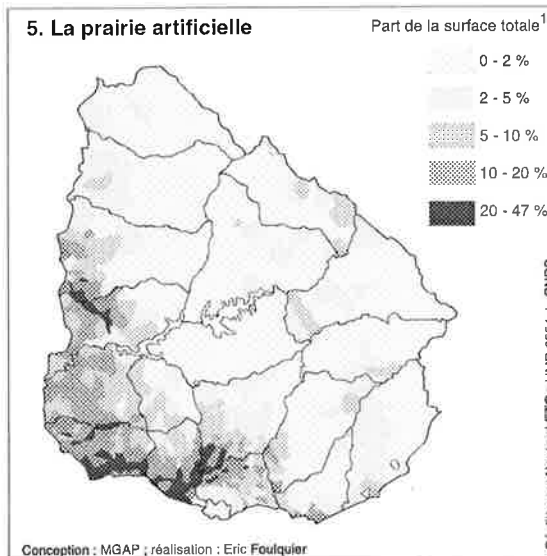 5. La prairie artificielle
Part de la surface totale1
0 - 2 %
2 - 5 %
5 - 10 %
10 - 20 %
20 - 47 %
Conception : MGAP ; réalisation : Eric Foulquier